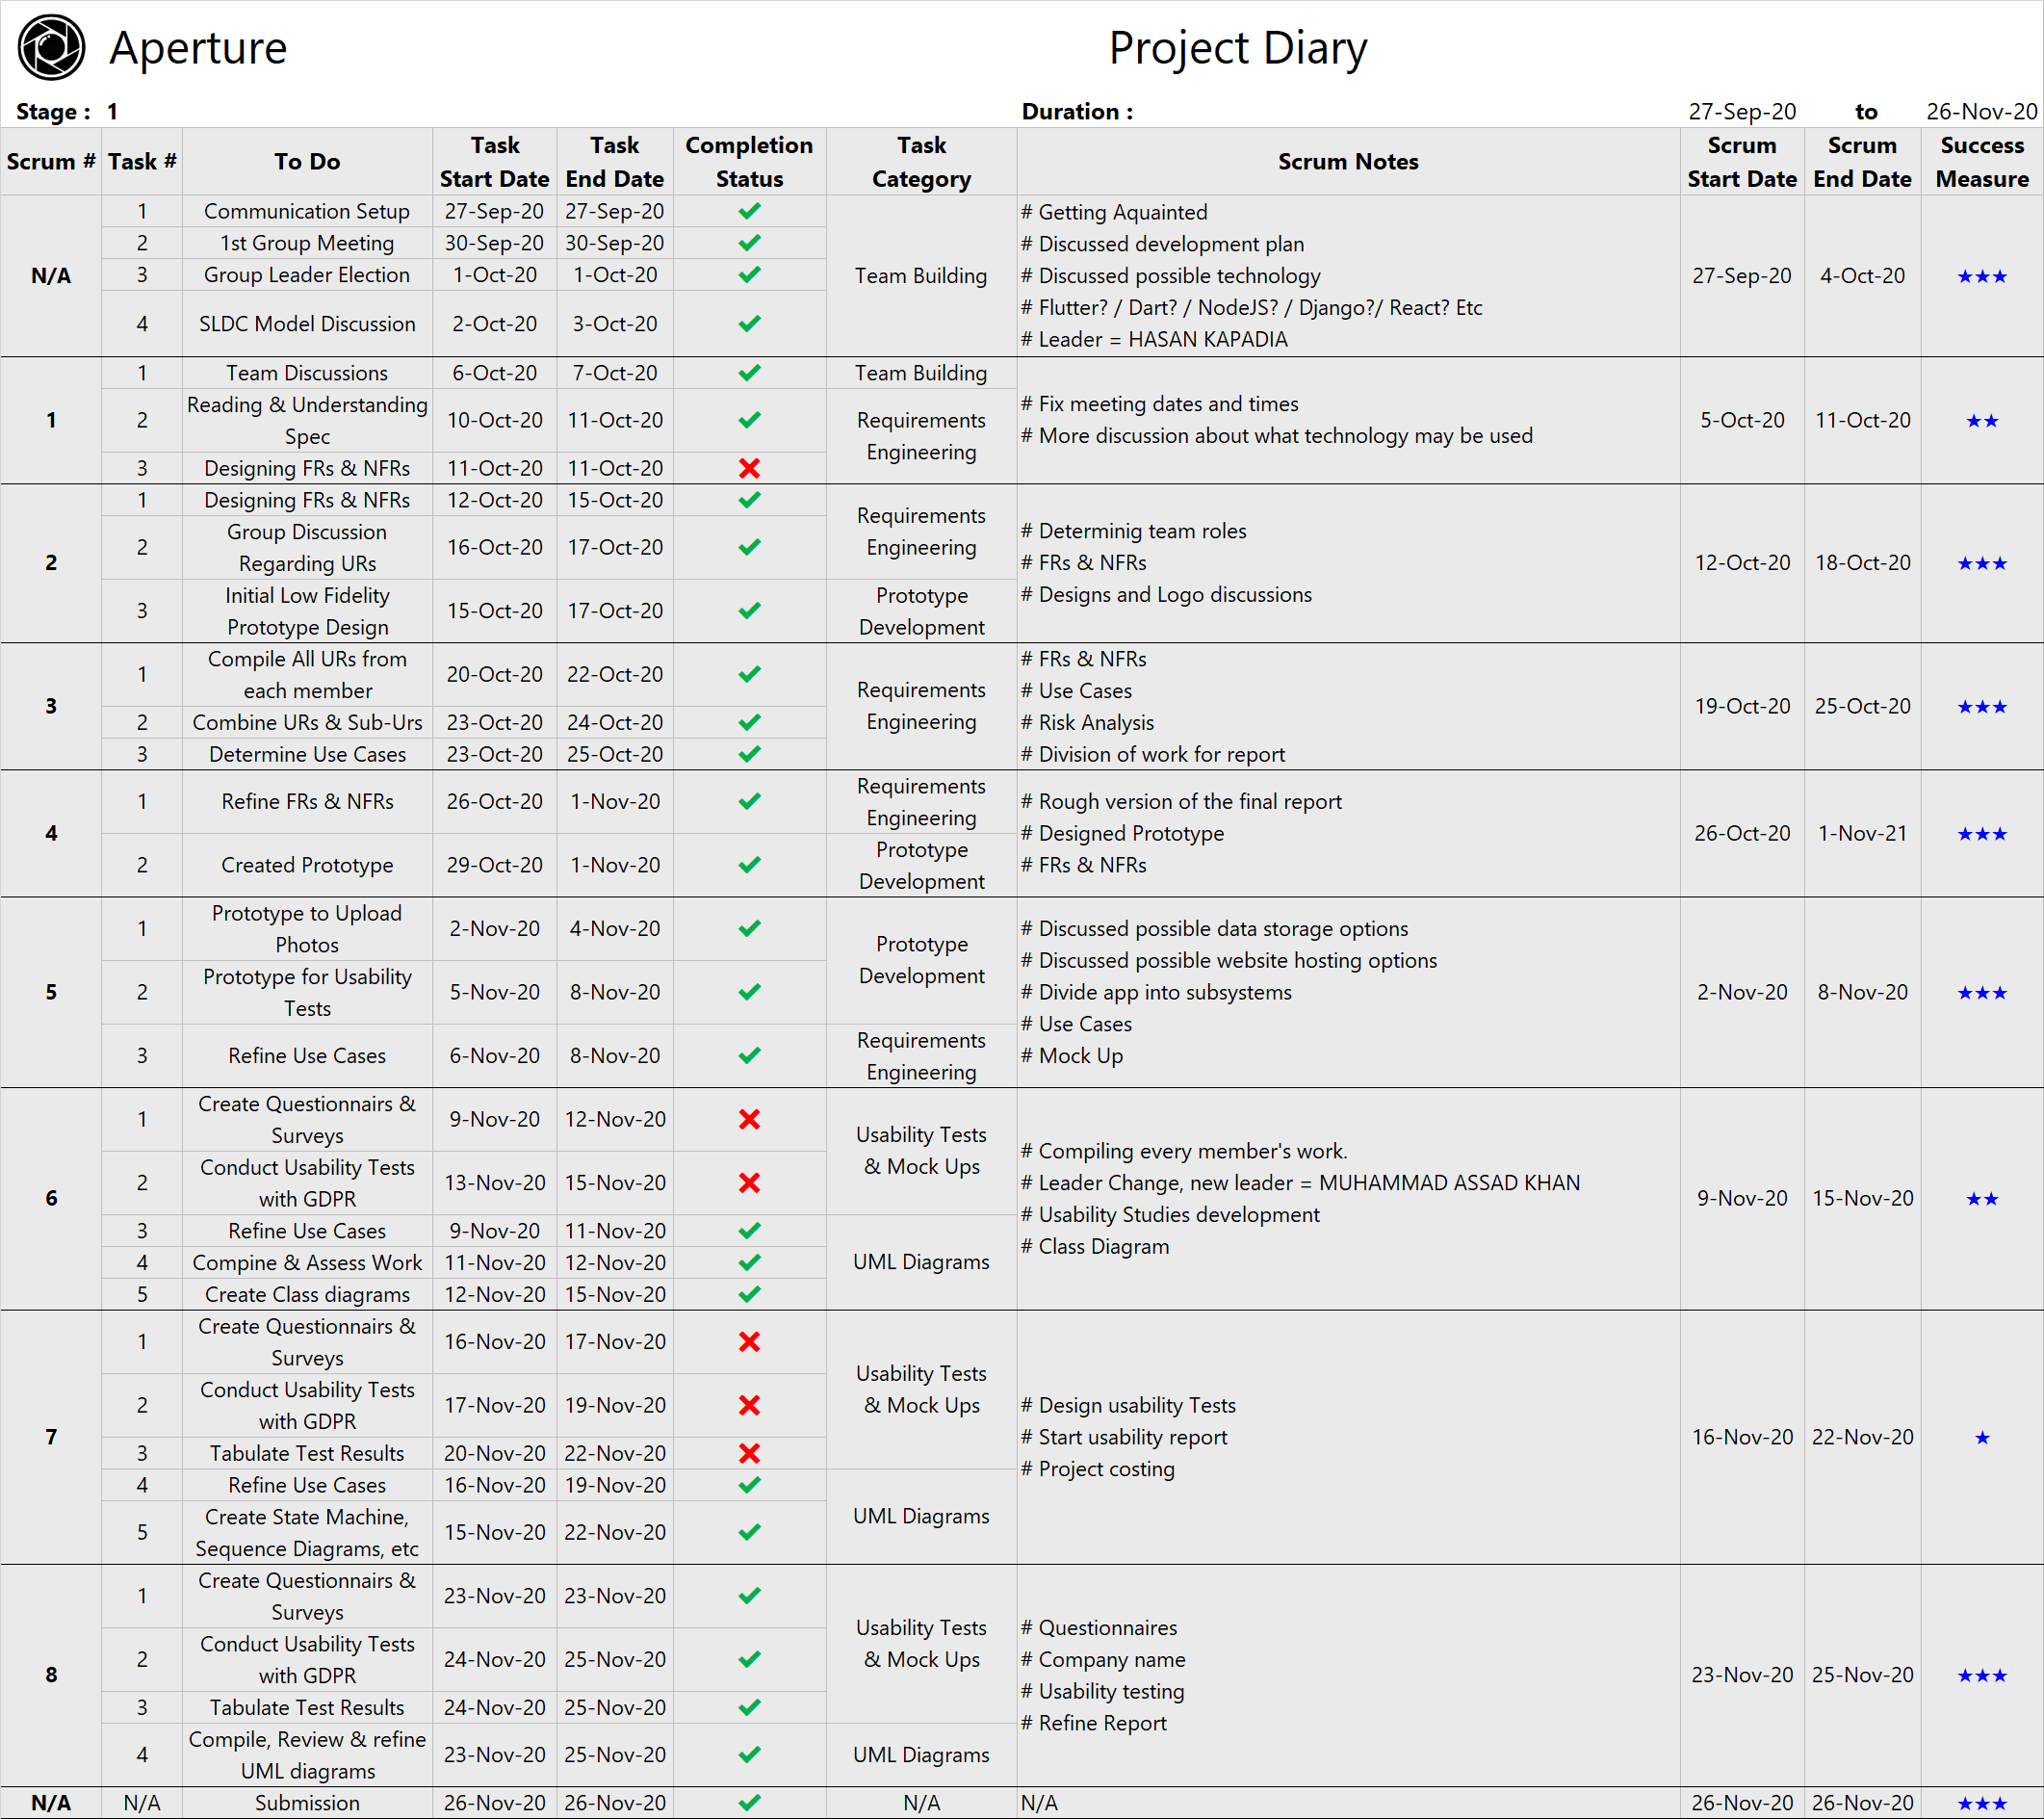 Aperture
Project Diary
Stage : 1
Duration : 27-Sep-20 to 26-Nov-20
Scrum # Task # To Do Task Start Date Task End Date Completion Status Task Category Scrum Notes Scrum Start Date Scrum End Date Success Measure
N/A
1 Communication Setup 27-Sep-20 27-Sep-20 ✔
2 1st Group Meeting 30-Sep-20 30-Sep-20 ✔
3 Group Leader Election 1-Oct-20 1-Oct-20 ✔
4 SLDC Model Discussion 2-Oct-20 3-Oct-20 ✔
Team Building
# Getting Aquainted
# Discussed development plan
# Discussed possible technology
# Flutter? / Dart? / NodeJS? / Django?/ React? Etc
# Leader = HASAN KAPADIA
27-Sep-20 4-Oct-20 ★★★
1
1 Team Discussions 6-Oct-20 7-Oct-20 ✔ Team Building
2 Reading & Understanding Spec 10-Oct-20 11-Oct-20 ✔
3 Designing FRs & NFRs 11-Oct-20 11-Oct-20 ✖
Requirements Engineering
# Fix meeting dates and times
# More discussion about what technology may be used
5-Oct-20 11-Oct-20 ★★
2
1 Designing FRs & NFRs 12-Oct-20 15-Oct-20 ✔
2 Group Discussion Regarding URs 16-Oct-20 17-Oct-20 ✔
Requirements Engineering
3 Initial Low Fidelity Prototype Design 15-Oct-20 17-Oct-20 ✔ Prototype Development
# Determinig team roles
# FRs & NFRs
# Designs and Logo discussions
12-Oct-20 18-Oct-20 ★★★
3
1 Compile All URs from each member 20-Oct-20 22-Oct-20 ✔
2 Combine URs & Sub-Urs 23-Oct-20 24-Oct-20 ✔
3 Determine Use Cases 23-Oct-20 25-Oct-20 ✔
Requirements Engineering
# FRs & NFRs
# Use Cases
# Risk Analysis
# Division of work for report
19-Oct-20 25-Oct-20 ★★★
4
1 Refine FRs & NFRs 26-Oct-20 1-Nov-20 ✔ Requirements Engineering
2 Created Prototype 29-Oct-20 1-Nov-20 ✔ Prototype Development
# Rough version of the final report
# Designed Prototype
# FRs & NFRs
26-Oct-20 1-Nov-21 ★★★
5
1 Prototype to Upload Photos 2-Nov-20 4-Nov-20 ✔
2 Prototype for Usability Tests 5-Nov-20 8-Nov-20 ✔
Prototype Development
3 Refine Use Cases 6-Nov-20 8-Nov-20 ✔ Requirements Engineering
# Discussed possible data storage options
# Discussed possible website hosting options
# Divide app into subsystems
# Use Cases
# Mock Up
2-Nov-20 8-Nov-20 ★★★
6
1 Create Questionnairs & Surveys 9-Nov-20 12-Nov-20 ✖
2 Conduct Usability Tests with GDPR 13-Nov-20 15-Nov-20 ✖
Usability Tests & Mock Ups
3 Refine Use Cases 9-Nov-20 11-Nov-20 ✔
4 Compine & Assess Work 11-Nov-20 12-Nov-20 ✔
5 Create Class diagrams 12-Nov-20 15-Nov-20 ✔
UML Diagrams
# Compiling every member's work.
# Leader Change, new leader = MUHAMMAD ASSAD KHAN
# Usability Studies development
# Class Diagram
9-Nov-20 15-Nov-20 ★★
7
1 Create Questionnairs & Surveys 16-Nov-20 17-Nov-20 ✖
2 Conduct Usability Tests with GDPR 17-Nov-20 19-Nov-20 ✖
3 Tabulate Test Results 20-Nov-20 22-Nov-20 ✖
Usability Tests & Mock Ups
4 Refine Use Cases 16-Nov-20 19-Nov-20 ✔
5 Create State Machine, Sequence Diagrams, etc 15-Nov-20 22-Nov-20 ✔
UML Diagrams
# Design usability Tests
# Start usability report
# Project costing
16-Nov-20 22-Nov-20 ★
8
1 Create Questionnairs & Surveys 23-Nov-20 23-Nov-20 ✔
2 Conduct Usability Tests with GDPR 24-Nov-20 25-Nov-20 ✔
3 Tabulate Test Results 24-Nov-20 25-Nov-20 ✔
Usability Tests & Mock Ups
4 Compile, Review & refine UML diagrams 23-Nov-20 25-Nov-20 ✔ UML Diagrams
# Questionnaires
# Company name
# Usability testing
# Refine Report
23-Nov-20 25-Nov-20 ★★★
N/A N/A Submission 26-Nov-20 26-Nov-20 ✔ N/A N/A 26-Nov-20 26-Nov-20 ★★★